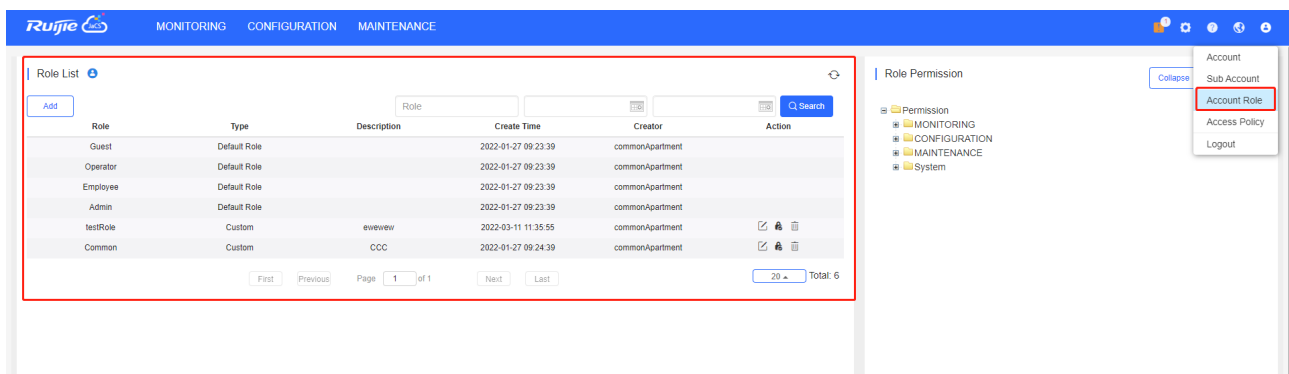 Ruijie JaCS MONITORING CONFIGURATION MAINTENANCE 1
Role List
Add Role Search
Role Type Description Create Time Creator Action
Guest Default Role 2022-01-27 09:23:39 commonApartment
Operator Default Role 2022-01-27 09:23:39 commonApartment
Employee Default Role 2022-01-27 09:23:39 commonApartment
Admin Default Role 2022-01-27 09:23:39 commonApartment
testRole Custom ewewew 2022-03-11 11:35:55 commonApartment
Common Custom CCC 2022-01-27 09:24:39 commonApartment
First Previous Page 1 of 1 Next Last 20 Total: 6
Role Permission
Collapse
Permission
MONITORING
CONFIGURATION
MAINTENANCE
System
Account
Sub Account
Account Role
Access Policy
Logout